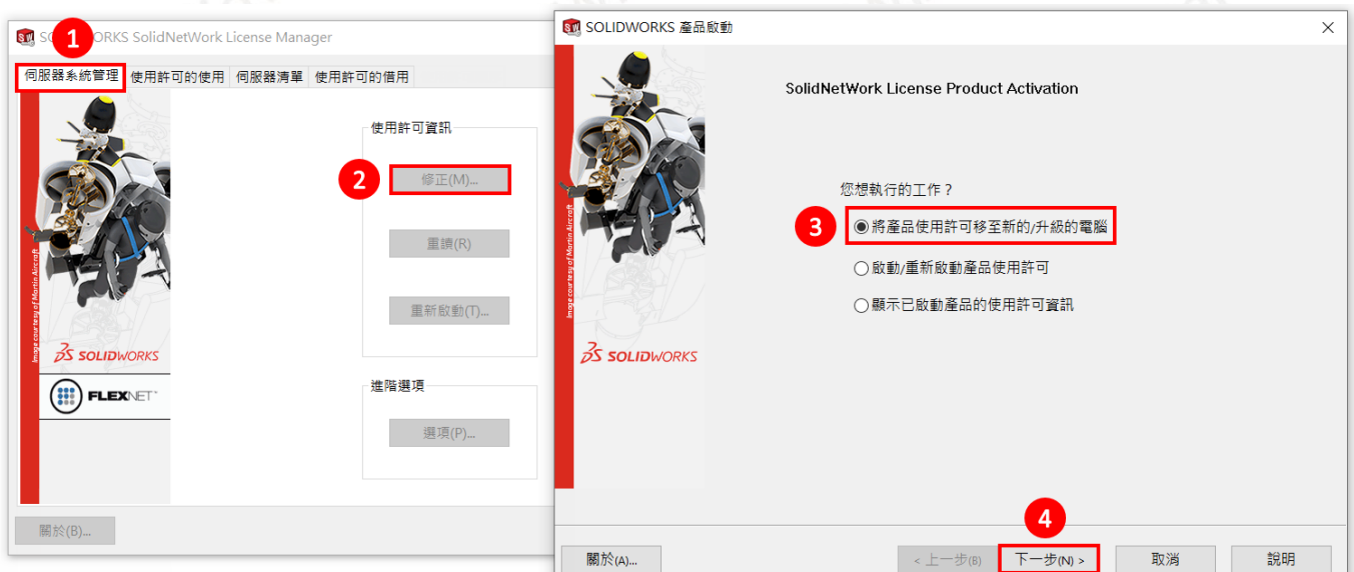 1
SOLIDWORKS SolidNetWork License Manager
伺服器系統管理 使用許可的使用 伺服器清單 使用許可的借用
使用許可資訊
2 修正(M)...
重讀(R)
重新啟動(T)...
進階選項
選項(P)...
Image courtesy of Martin Aircraft
SOLIDWORKS
FLEXNET
關於(B)...
SOLIDWORKS 產品啟動
SolidNetWork License Product Activation
您想執行的工作？
3 將產品使用許可移至新的/升級的電腦
啟動/重新啟動產品使用許可
顯示已啟動產品的使用許可資訊
Image courtesy of Martin Aircraft
SOLIDWORKS
4
關於(A)... < 上一步(B) 下一步(N) > 取消 說明